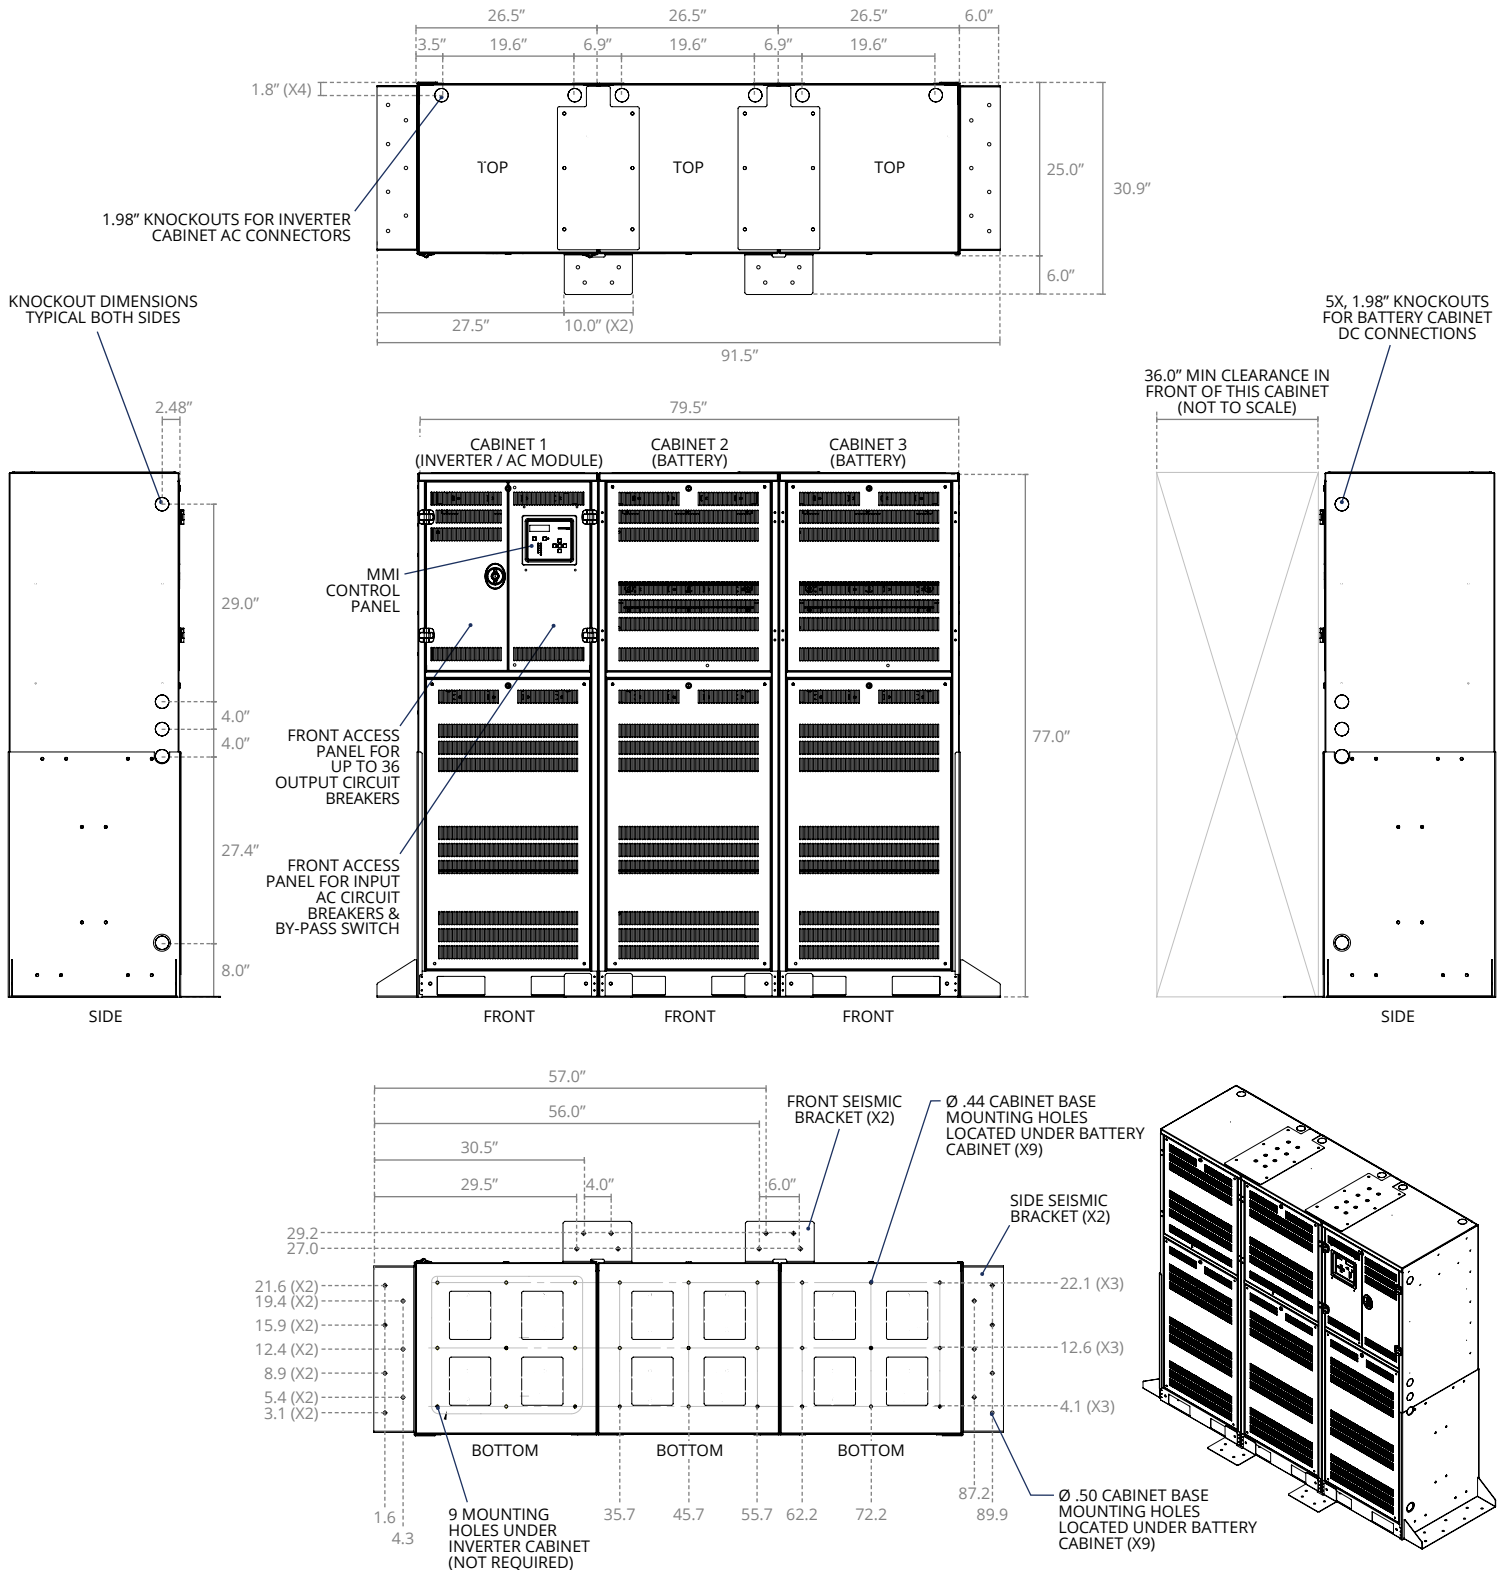 26.5” 26.5” 26.5” 6.0”
3.5” 19.6” 6.9” 19.6” 6.9” 19.6”
1.8” (X4)
TOP TOP TOP
25.0”
30.9”
6.0”
1.98” KNOCKOUTS FOR INVERTER
CABINET AC CONNECTORS
27.5” 10.0” (X2)
91.5”
KNOCKOUT DIMENSIONS
TYPICAL BOTH SIDES
5X, 1.98” KNOCKOUTS
FOR BATTERY CABINET
DC CONNECTIONS
36.0” MIN CLEARANCE IN
FRONT OF THIS CABINET
(NOT TO SCALE)
2.48”
29.0”
4.0”
4.0”
27.4”
8.0”
SIDE
79.5”
CABINET 1
(INVERTER / AC MODULE)
CABINET 2
(BATTERY)
CABINET 3
(BATTERY)
MMI
CONTROL
PANEL
FRONT ACCESS
PANEL FOR
UP TO 36
OUTPUT CIRCUIT
BREAKERS
FRONT ACCESS
PANEL FOR INPUT
AC CIRCUIT
BREAKERS &
BY-PASS SWITCH
77.0”
FRONT FRONT FRONT
SIDE
57.0”
56.0”
30.5”
29.5” 4.0” 6.0”
FRONT SEISMIC
BRACKET (X2)
Ø .44 CABINET BASE
MOUNTING HOLES
LOCATED UNDER BATTERY
CABINET (X9)
SIDE SEISMIC
BRACKET (X2)
29.2
27.0
21.6 (X2)
19.4 (X2)
15.9 (X2)
12.4 (X2)
8.9 (X2)
5.4 (X2)
3.1 (X2)
22.1 (X3)
12.6 (X3)
4.1 (X3)
BOTTOM BOTTOM BOTTOM
1.6
4.3
9 MOUNTING
HOLES UNDER
INVERTER CABINET
(NOT REQUIRED)
35.7 45.7 55.7 62.2 72.2
87.2
89.9
Ø .50 CABINET BASE
MOUNTING HOLES
LOCATED UNDER BATTERY
CABINET (X9)